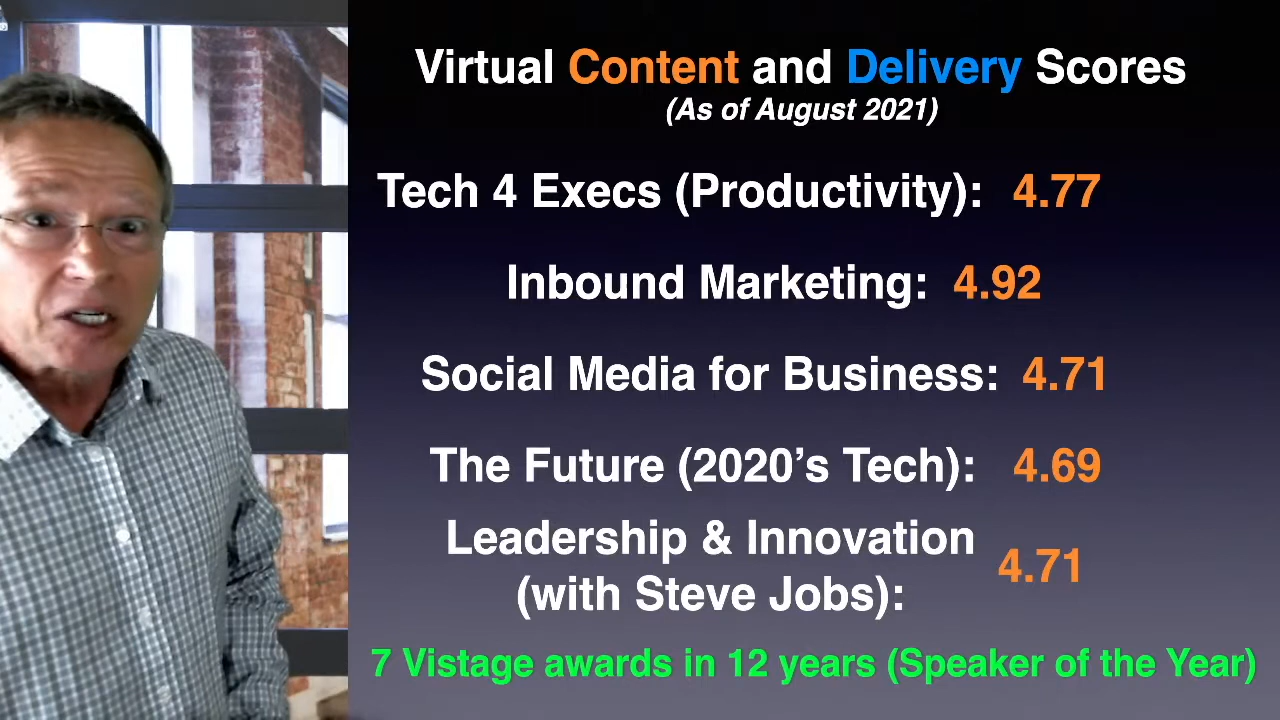 Virtual Content and Delivery Scores
(As of August 2021)
Tech 4 Execs (Productivity): 4.77
Inbound Marketing: 4.92
Social Media for Business: 4.71
The Future (2020’s Tech): 4.69
Leadership & Innovation
(with Steve Jobs): 4.71
7 Vistage awards in 12 years (Speaker of the Year)